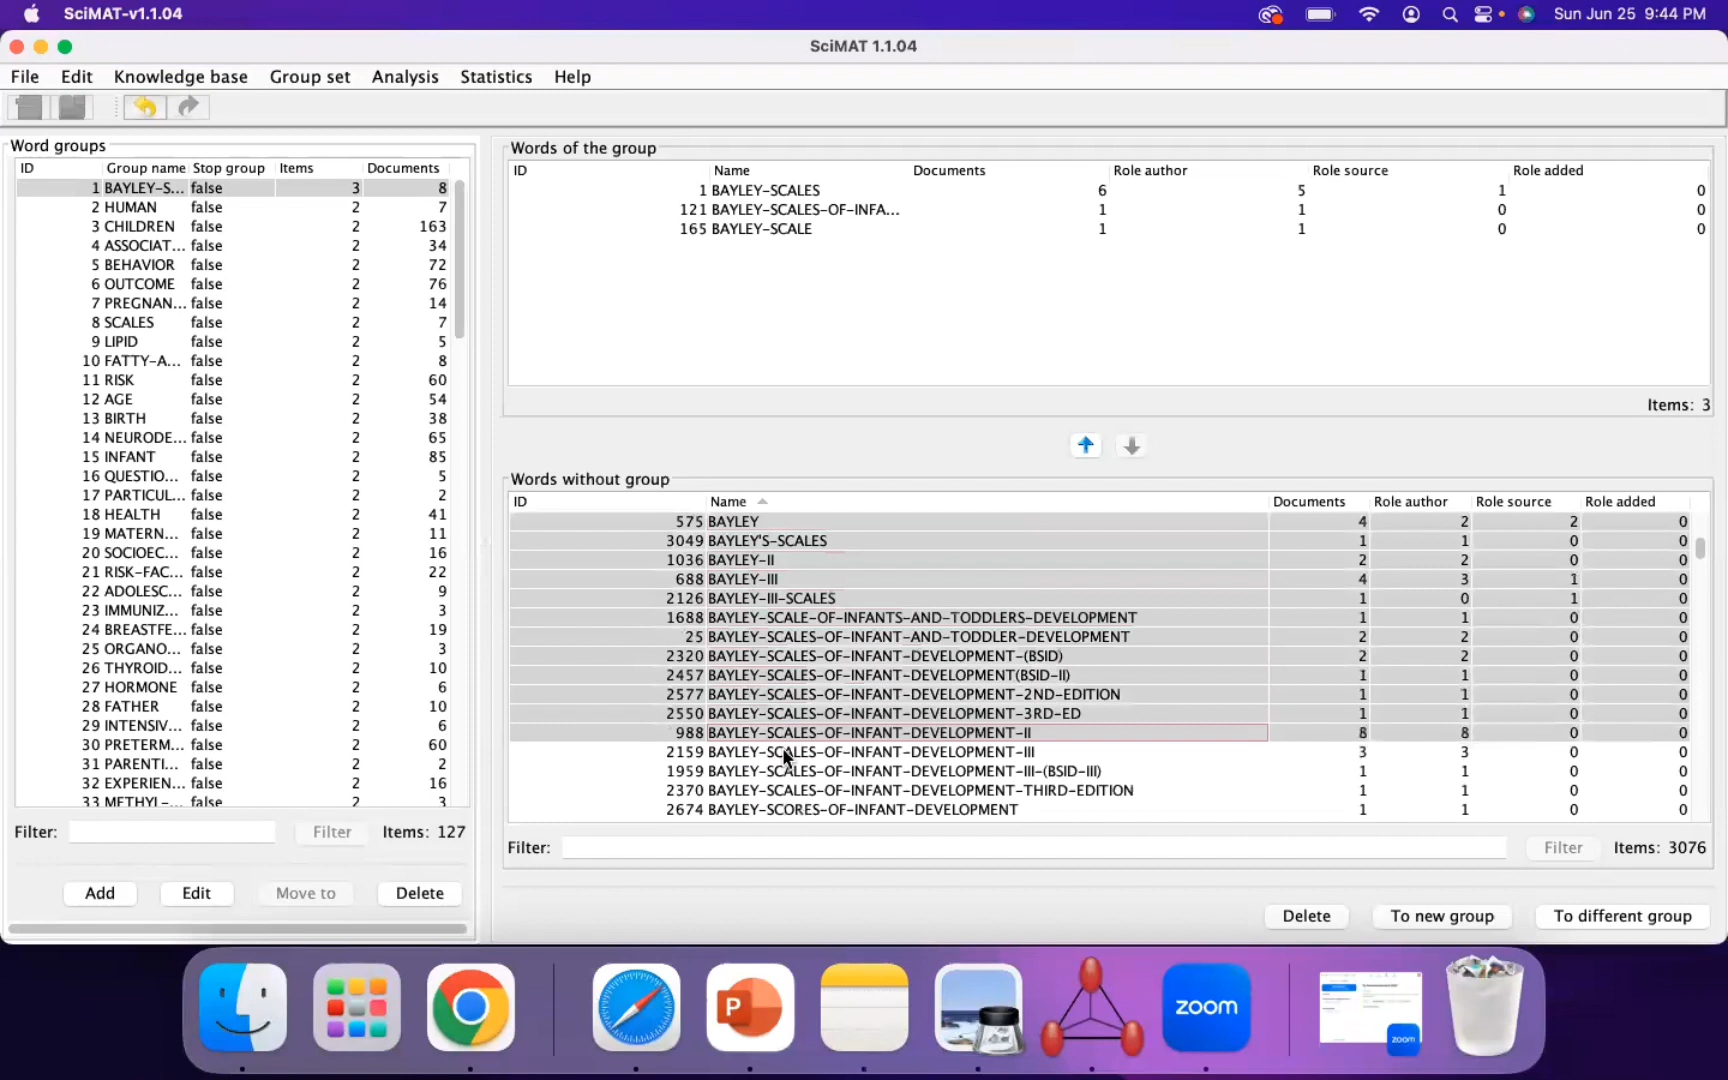 SciMAT-v1.1.04
Sun Jun 25 9:44 PM
SciMAT 1.1.04
File Edit Knowledge base Group set Analysis Statistics Help
Word groups
ID Group name Stop group Items Documents
1 BAYLEY-S... false 3 8
2 HUMAN false 2 7
3 CHILDREN false 2 163
4 ASSOCIAT... false 2 34
5 BEHAVIOR false 2 72
6 OUTCOME false 2 76
7 PREGNAN... false 2 14
8 SCALES false 2 7
9 LIPID false 2 5
10 FATTY-A... false 2 8
11 RISK false 2 60
12 AGE false 2 54
13 BIRTH false 2 38
14 NEURODE... false 2 65
15 INFANT false 2 85
16 QUESTIO... false 2 5
17 PARTICUL... false 2 2
18 HEALTH false 2 41
19 MATERN... false 2 11
20 SOCIOEC... false 2 16
21 RISK-FAC... false 2 22
22 ADOLESC... false 2 9
23 IMMUNIZ... false 2 3
24 BREASTFE... false 2 19
25 ORGANO... false 2 3
26 THYROID... false 2 10
27 HORMONE false 2 6
28 FATHER false 2 10
29 INTENSIV... false 2 6
30 PRETERM... false 2 60
31 PARENTI... false 2 2
32 EXPERIEN... false 2 16
33 METHYL-... false 2 3
Filter: Filter Items: 127
Add Edit Move to Delete
Words of the group
ID Name Documents Role author Role source Role added
1 BAYLEY-SCALES 6 5 1 0
121 BAYLEY-SCALES-OF-INFA... 1 1 0 0
165 BAYLEY-SCALE 1 1 0 0
Items: 3
Words without group
ID Name Documents Role author Role source Role added
575 BAYLEY 4 2 2 0
3049 BAYLEY'S-SCALES 1 1 0 0
1036 BAYLEY-II 2 2 0 0
688 BAYLEY-III 4 3 1 0
2126 BAYLEY-III-SCALES 1 0 1 0
1688 BAYLEY-SCALE-OF-INFANTS-AND-TODDLERS-DEVELOPMENT 1 1 0 0
25 BAYLEY-SCALES-OF-INFANT-AND-TODDLER-DEVELOPMENT 2 2 0 0
2320 BAYLEY-SCALES-OF-INFANT-DEVELOPMENT-(BSID) 2 2 0 0
2457 BAYLEY-SCALES-OF-INFANT-DEVELOPMENT(BSID-II) 1 1 0 0
2577 BAYLEY-SCALES-OF-INFANT-DEVELOPMENT-2ND-EDITION 1 1 0 0
2550 BAYLEY-SCALES-OF-INFANT-DEVELOPMENT-3RD-ED 1 1 0 0
988 BAYLEY-SCALES-OF-INFANT-DEVELOPMENT-II 8 8 0 0
2159 BAYLEY-SCALES-OF-INFANT-DEVELOPMENT-III 3 3 0 0
1959 BAYLEY-SCALES-OF-INFANT-DEVELOPMENT-III-(BSID-III) 1 1 0 0
2370 BAYLEY-SCALES-OF-INFANT-DEVELOPMENT-THIRD-EDITION 1 1 0 0
2674 BAYLEY-SCORES-OF-INFANT-DEVELOPMENT 1 1 0 0
Filter: Filter Items: 3076
Delete To new group To different group
P
zoom
zoom